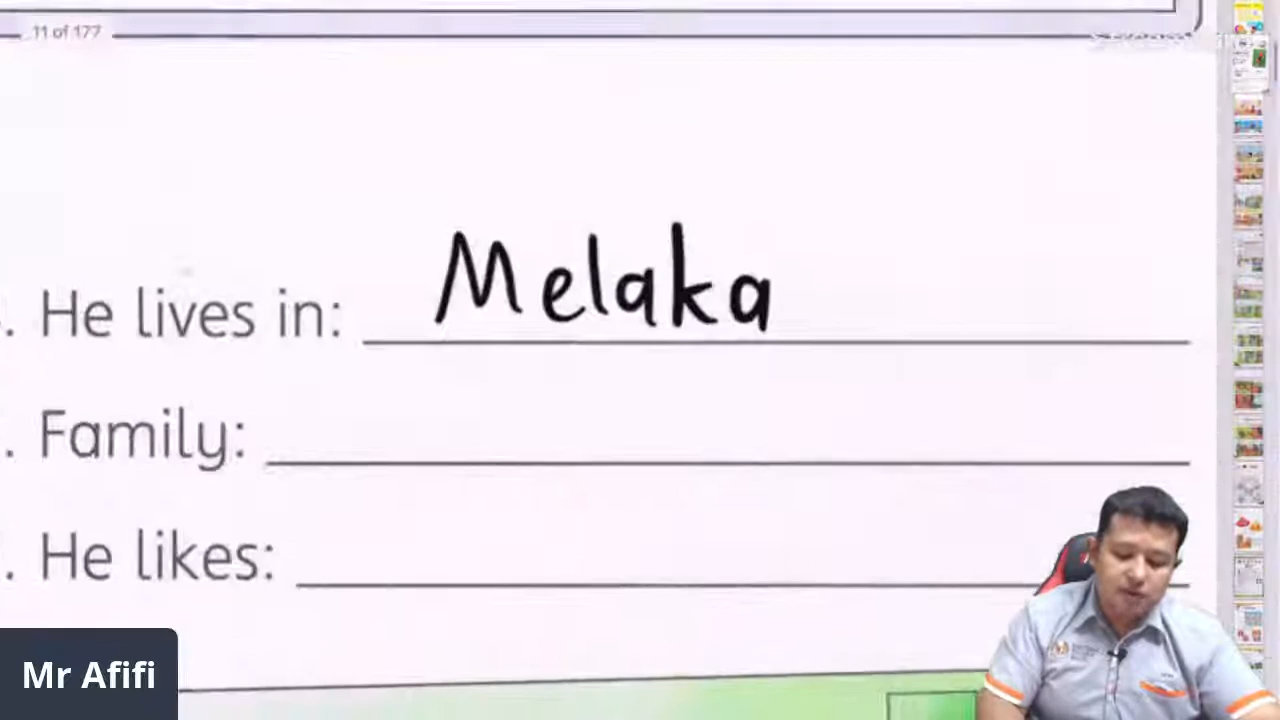 11 of 177
He lives in: Melaka
Family:
He likes:
Mr Afifi